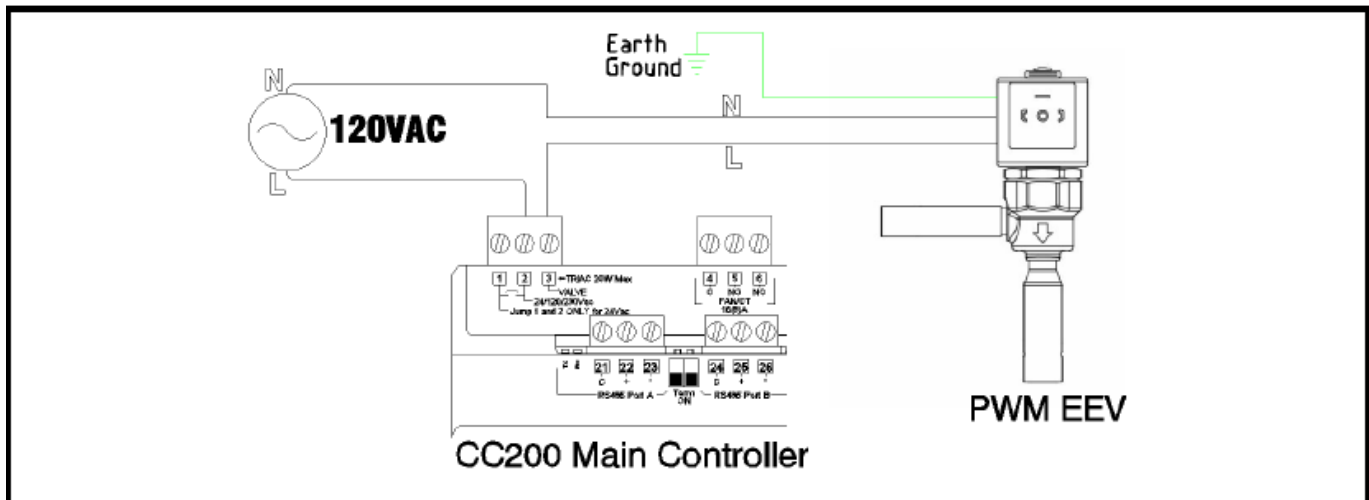 Earth
Ground
N
120VAC
L
N
L
1 2 3 TRIAC 20W Max
VALVE
24/120/230Vac
Jump 1 and 2 ONLY for 24Vac
4 5 6
C NO NC
FAN/CT
21 22 23
C + -
RS485 Port A
Term
ON
24 25 26
RS485 Port B
CC200 Main Controller
PWM EEV